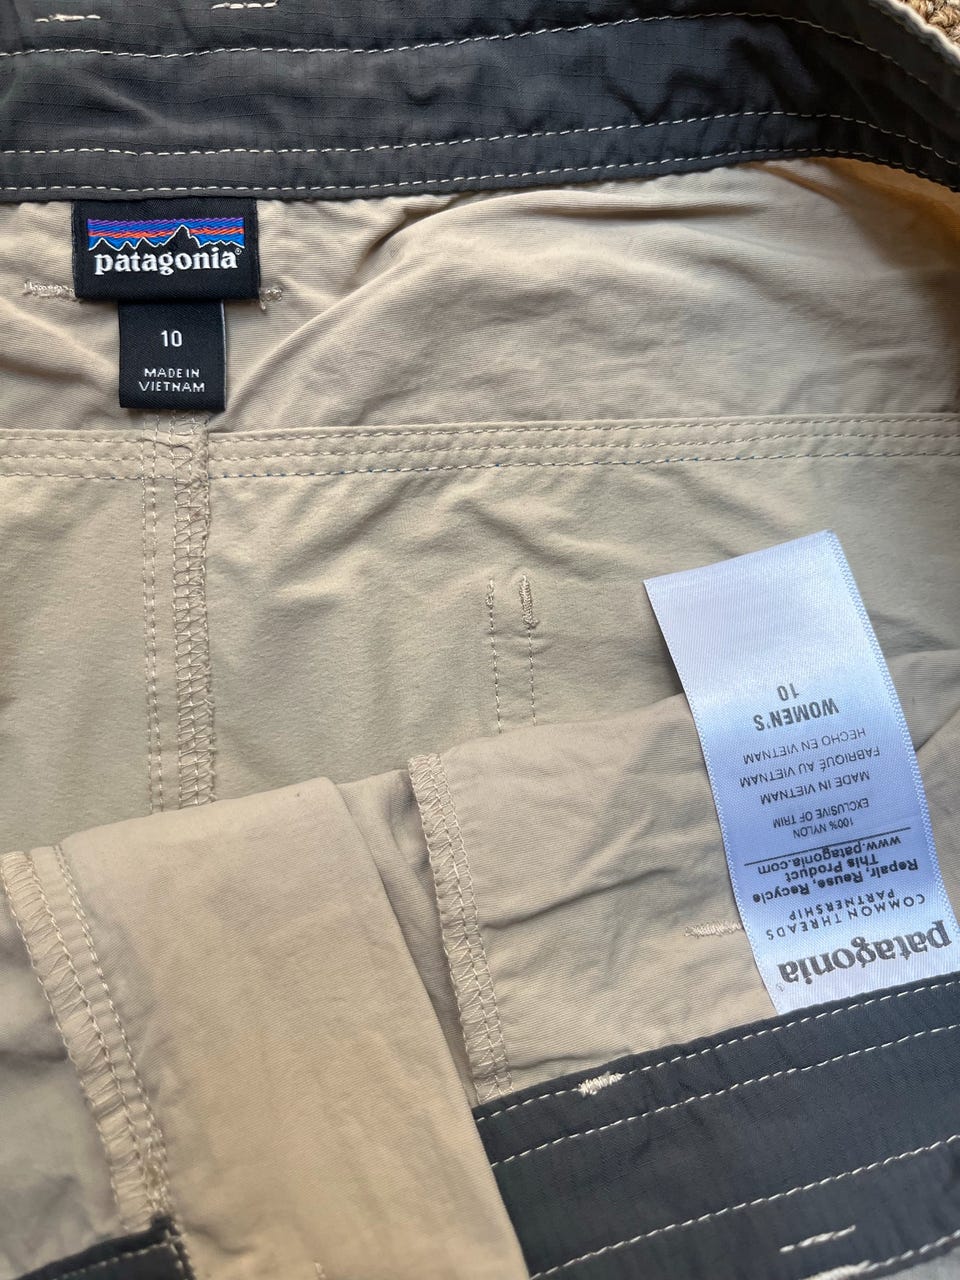 patagonia®
10
MADE IN
VIETNAM
patagonia®
COMMON THREADS
PARTNERSHIP
Repair, Reuse, Recycle
This Product
www.patagonia.com
100% NYLON
EXCLUSIVE OF TRIM
MADE IN VIETNAM
FABRIQUÉ AU VIETNAM
HECHO EN VIETNAM
WOMEN'S
10